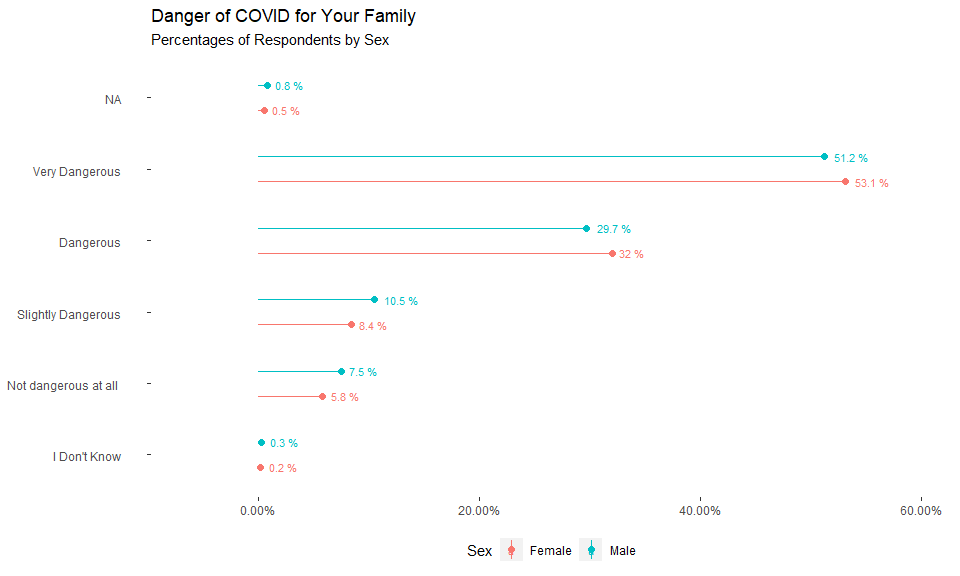 Danger of COVID for Your Family
Percentages of Respondents by Sex
NA
0.8 %
0.5 %
Very Dangerous
51.2 %
53.1 %
Dangerous
29.7 %
32 %
Slightly Dangerous
10.5 %
8.4 %
Not dangerous at all
7.5 %
5.8 %
I Don't Know
0.3 %
0.2 %
0.00% 20.00% 40.00% 60.00%
Sex Female Male